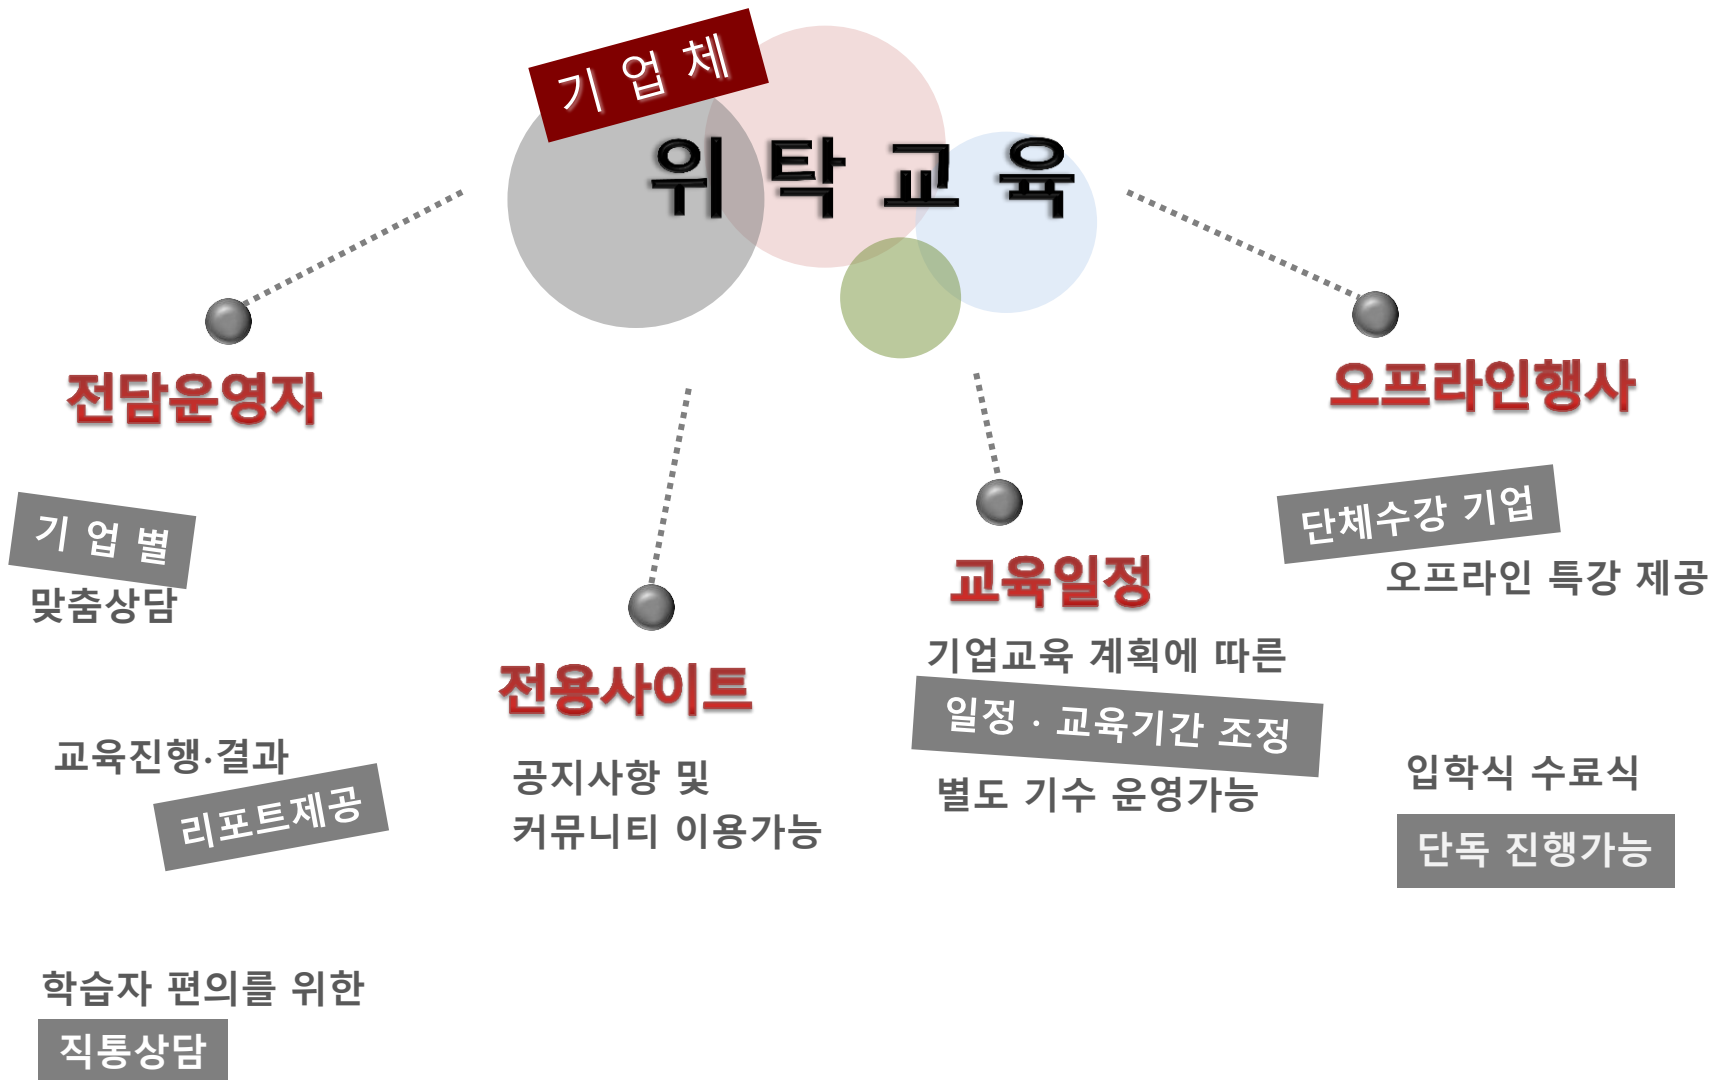 기 업 체
위 탁 교 육
전담운영자
기 업 별
맞춤상담
교육진행·결과
리포트제공
학습자 편의를 위한
직통상담
전용사이트
공지사항 및
커뮤니티 이용가능
교육일정
기업교육 계획에 따른
일정 · 교육기간 조정
별도 기수 운영가능
오프라인행사
단체수강 기업
오프라인 특강 제공
입학식 수료식
단독 진행가능